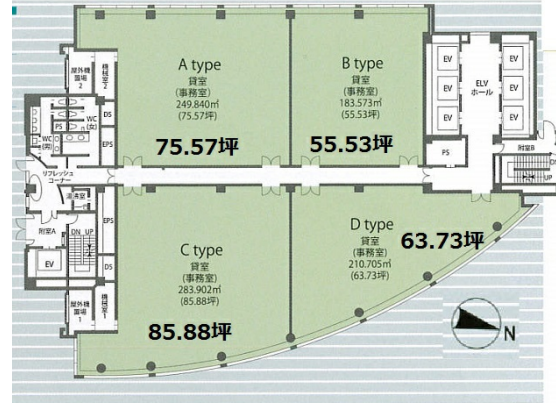 A type
貸室
(事務室)
249.840㎡
(75.57坪)
75.57坪
B type
貸室
(事務室)
183.573㎡
(55.53坪)
55.53坪
EV
EV
EV
ELV
ホール
EV
EV
EV
PS
附室B
DN
UP
屋外機
置場2
機械室2
WC
(女)
PS
WC
(男)
DS
EPS
リフレッシュ
コーナー
湯沸室
附室A
DN UP
EV
EPS
DS
屋外機
置場1
機械室1
C type
貸室
(事務室)
283.902㎡
(85.88坪)
85.88坪
D type
貸室
(事務室)
210.705㎡
(63.73坪)
63.73坪
N